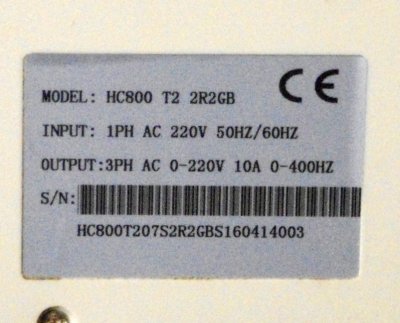 CE
MODEL: HC800 T2 2R2GB
INPUT: 1PH AC 220V 50HZ/60HZ
OUTPUT:3PH AC 0-220V 10A 0-400HZ
S/N:
HC800T207S2R2GBS160414003